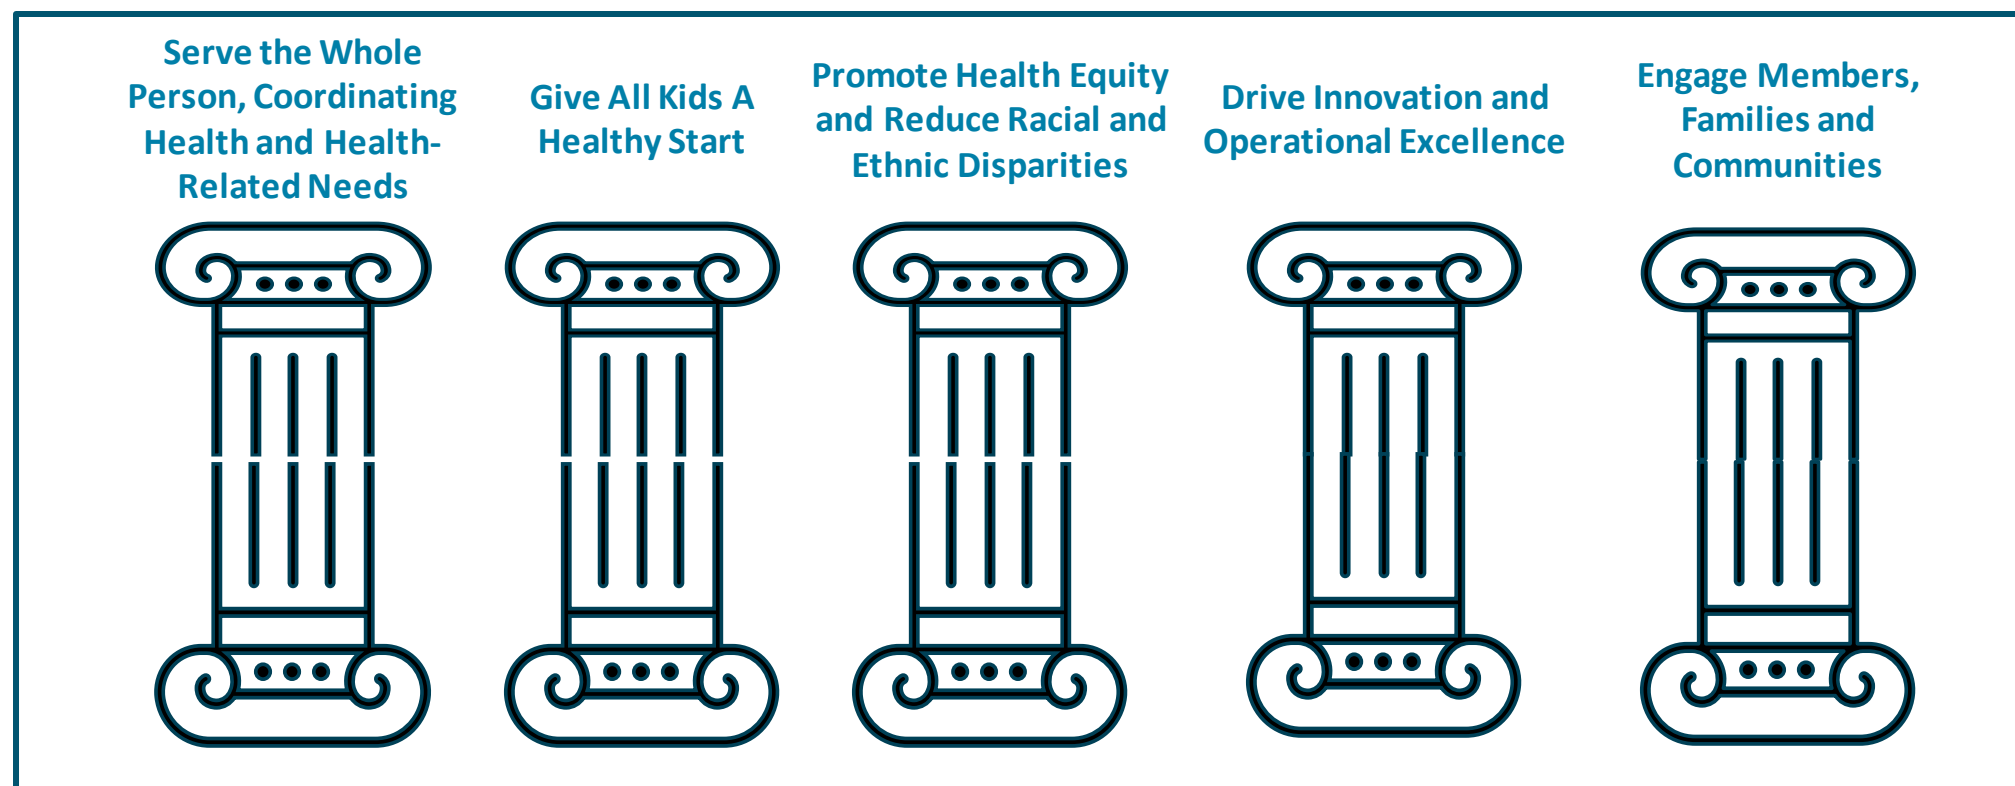 Serve the Whole
Person, Coordinating
Health and Health-
Related Needs
Give All Kids A
Healthy Start
Promote Health Equity
and Reduce Racial and
Ethnic Disparities
Drive Innovation and
Operational Excellence
Engage Members,
Families and
Communities